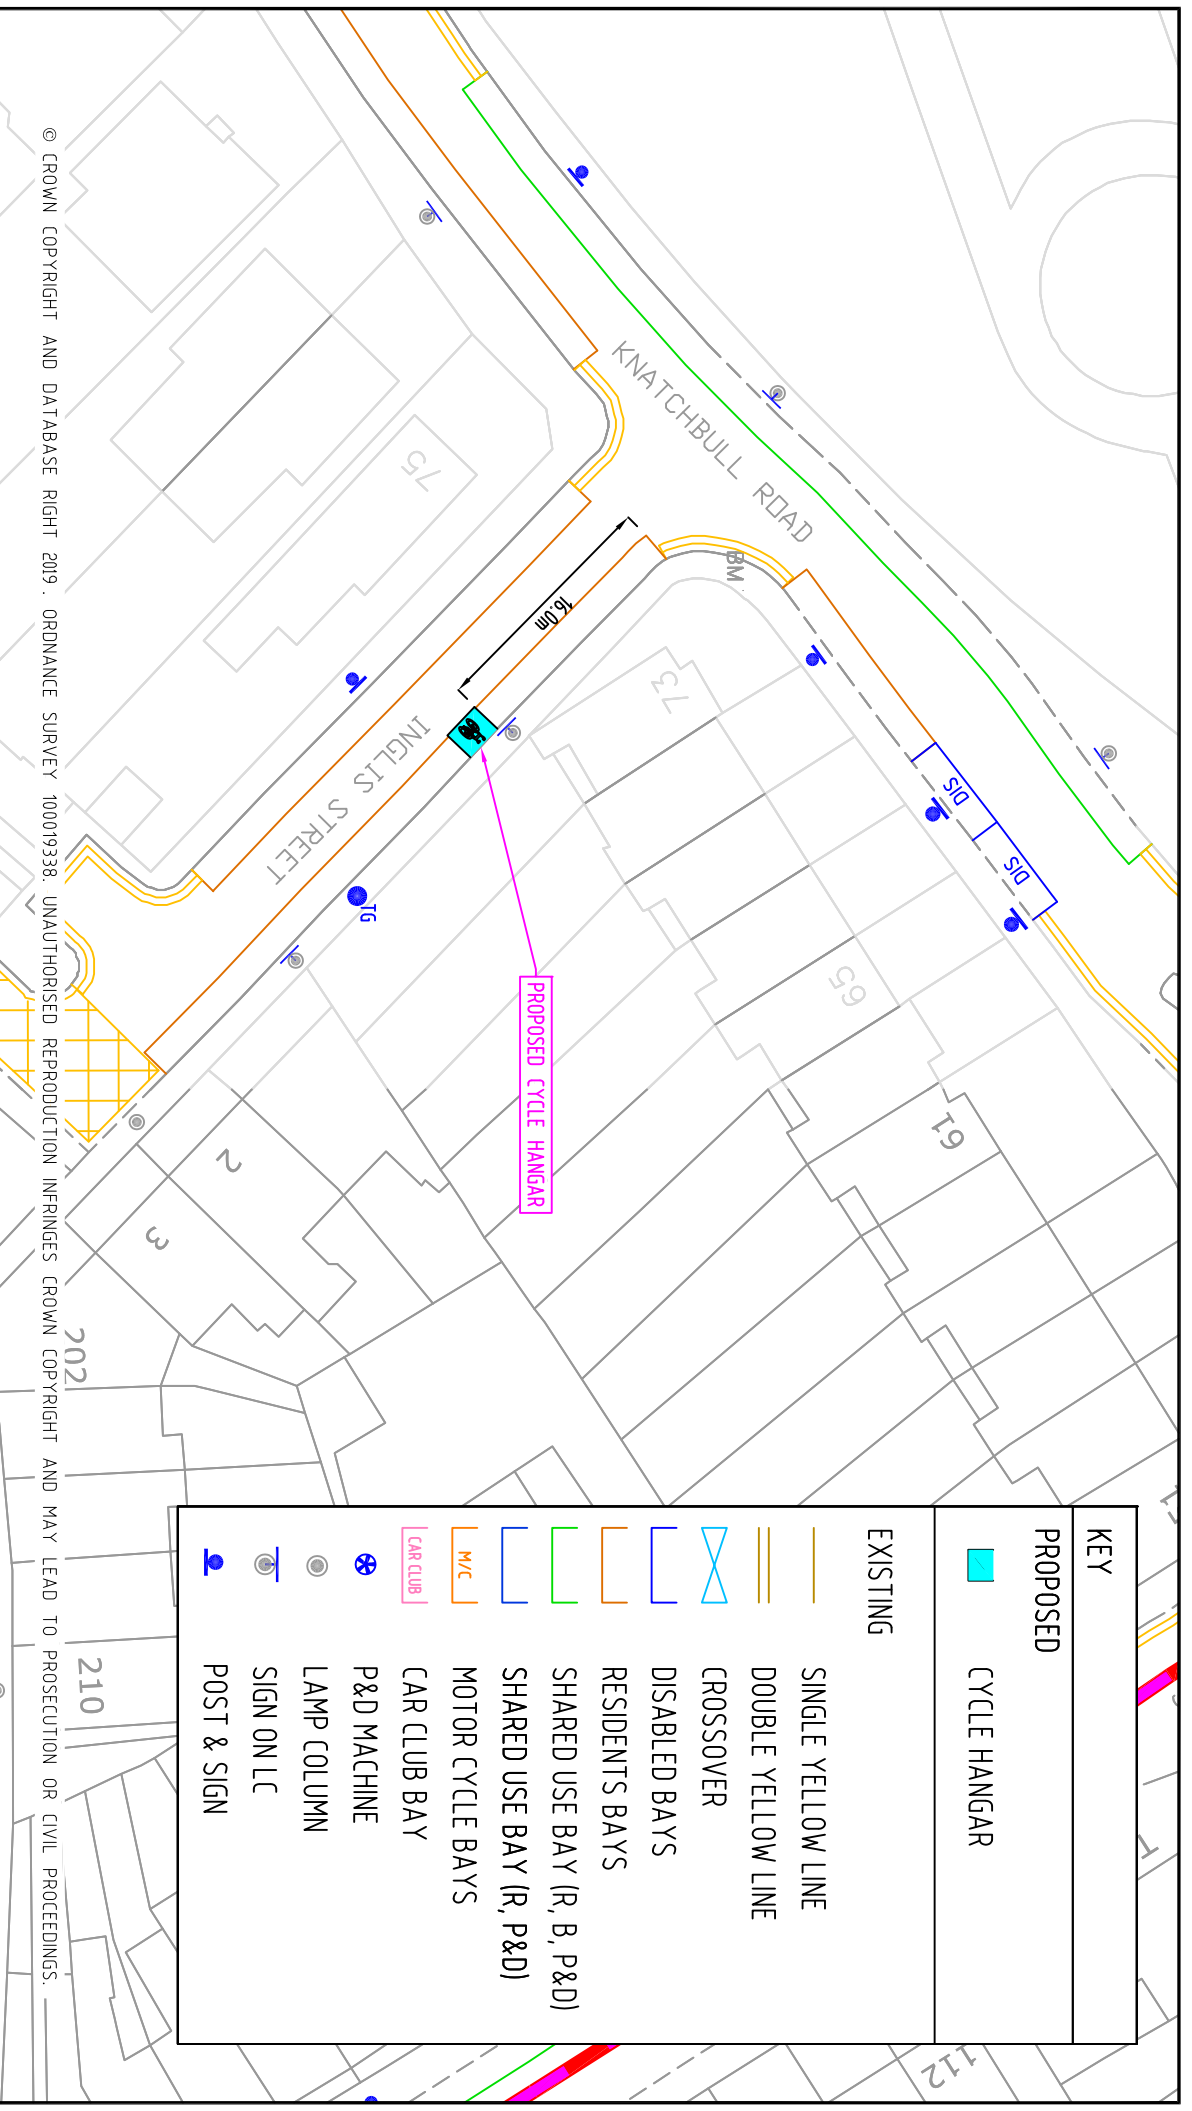 KNATCHBULL ROAD
BM
75
73
16.0m
DIS
DIS
INGLIS STREET
TG
PROPOSED CYCLE HANGAR
65
61
2
3
202
210
112
KEY
PROPOSED
CYCLE HANGAR
EXISTING
SINGLE YELLOW LINE
DOUBLE YELLOW LINE
CROSSOVER
DISABLED BAYS
RESIDENTS BAYS
SHARED USE BAY (R, B, P&D)
SHARED USE BAY (R, P&D)
M/C MOTOR CYCLE BAYS
CAR CLUB CAR CLUB BAY
P&D MACHINE
LAMP COLUMN
SIGN ON LC
POST & SIGN
© CROWN COPYRIGHT AND DATABASE RIGHT 2019 . ORDNANCE SURVEY 100019338. UNAUTHORISED REPRODUCTION INFRINGES CROWN COPYRIGHT AND MAY LEAD TO PROSECUTION OR CIVIL PROCEEDINGS.